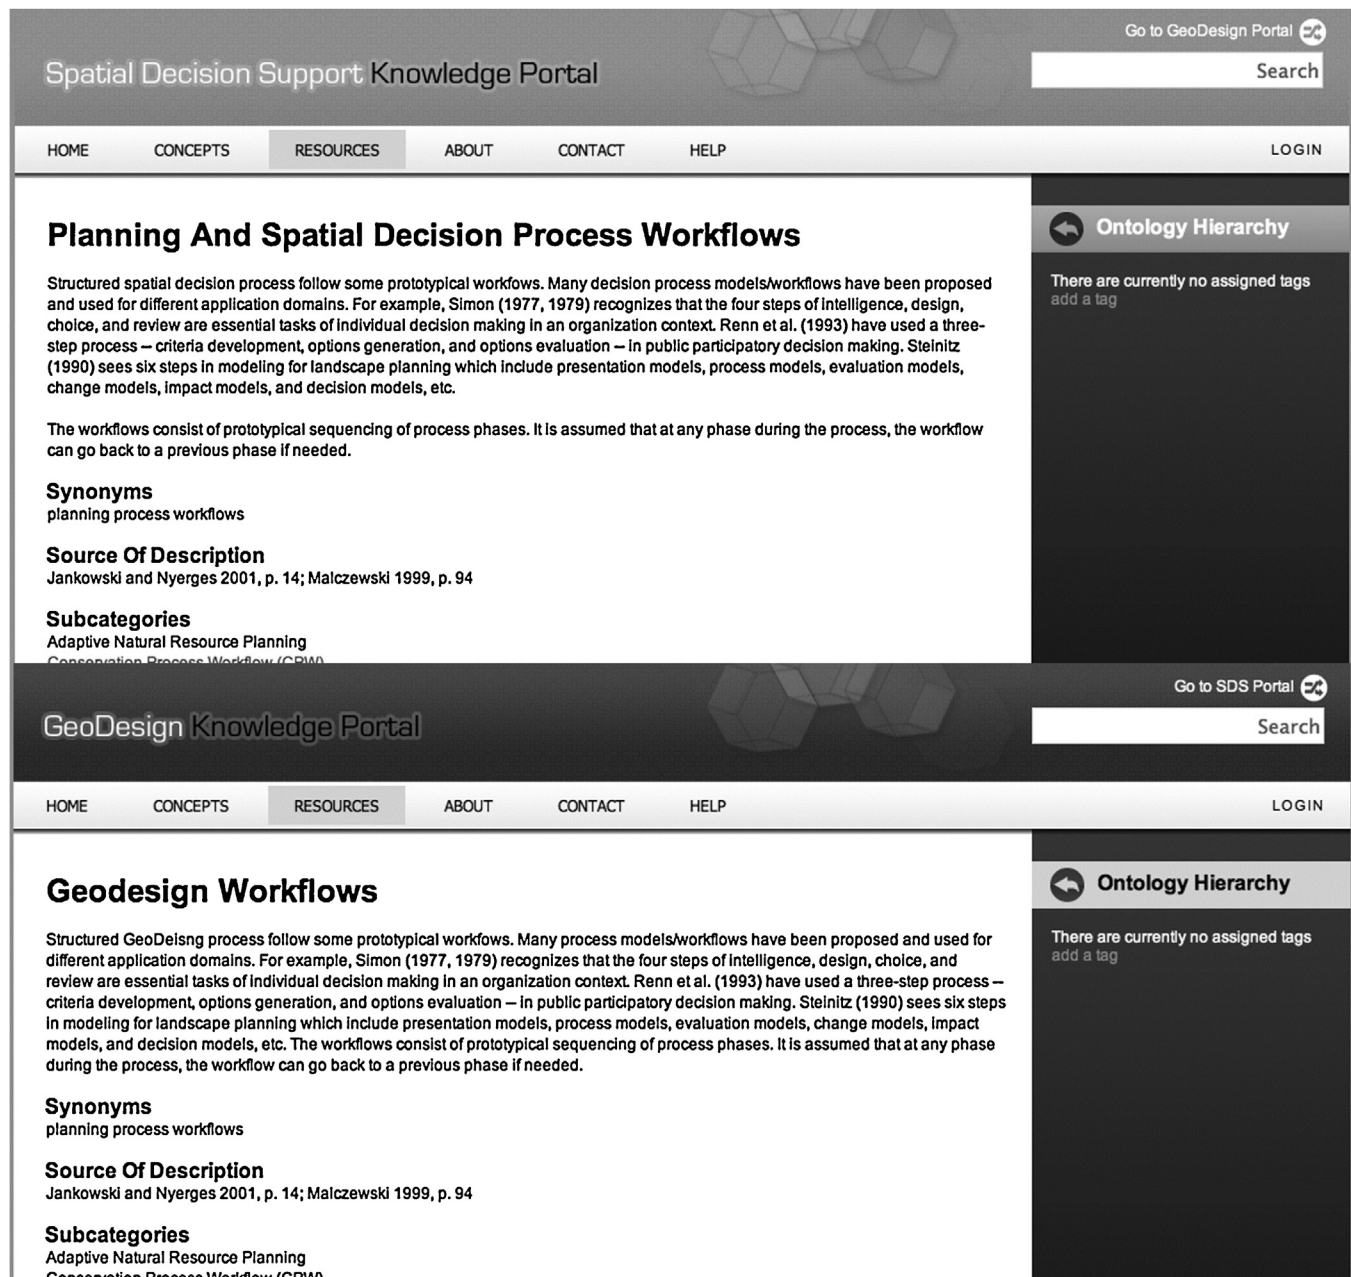 Go to GeoDesign Portal
Spatial Decision Support Knowledge Portal
Search
HOME CONCEPTS RESOURCES ABOUT CONTACT HELP LOGIN
Planning And Spatial Decision Process Workflows
Ontology Hierarchy
Structured spatial decision process follow some prototypical workfows. Many decision process models/workflows have been proposed
and used for different application domains. For example, Simon (1977, 1979) recognizes that the four steps of intelligence, design,
choice, and review are essential tasks of individual decision making in an organization context. Renn et al. (1993) have used a three-
step process – criteria development, options generation, and options evaluation – in public participatory decision making. Steinitz
(1990) sees six steps in modeling for landscape planning which include presentation models, process models, evaluation models,
change models, impact models, and decision models, etc.
There are currently no assigned tags
add a tag
The workflows consist of prototypical sequencing of process phases. It is assumed that at any phase during the process, the workflow
can go back to a previous phase if needed.
Synonyms
planning process workflows
Source Of Description
Jankowski and Nyerges 2001, p. 14; Malczewski 1999, p. 94
Subcategories
Adaptive Natural Resource Planning
Conservation Process Workflow (CPW)
Go to SDS Portal
GeoDesign Knowledge Portal
Search
HOME CONCEPTS RESOURCES ABOUT CONTACT HELP LOGIN
Geodesign Workflows
Ontology Hierarchy
Structured GeoDeisng process follow some prototypical workfows. Many process models/workflows have been proposed and used for
different application domains. For example, Simon (1977, 1979) recognizes that the four steps of intelligence, design, choice, and
review are essential tasks of individual decision making in an organization context. Renn et al. (1993) have used a three-step process –
criteria development, options generation, and options evaluation – in public participatory decision making. Steinitz (1990) sees six steps
in modeling for landscape planning which include presentation models, process models, evaluation models, change models, impact
models, and decision models, etc. The workflows consist of prototypical sequencing of process phases. It is assumed that at any phase
during the process, the workflow can go back to a previous phase if needed.
There are currently no assigned tags
add a tag
Synonyms
planning process workflows
Source Of Description
Jankowski and Nyerges 2001, p. 14; Malczewski 1999, p. 94
Subcategories
Adaptive Natural Resource Planning
Conservation Process Workflow (CPW)